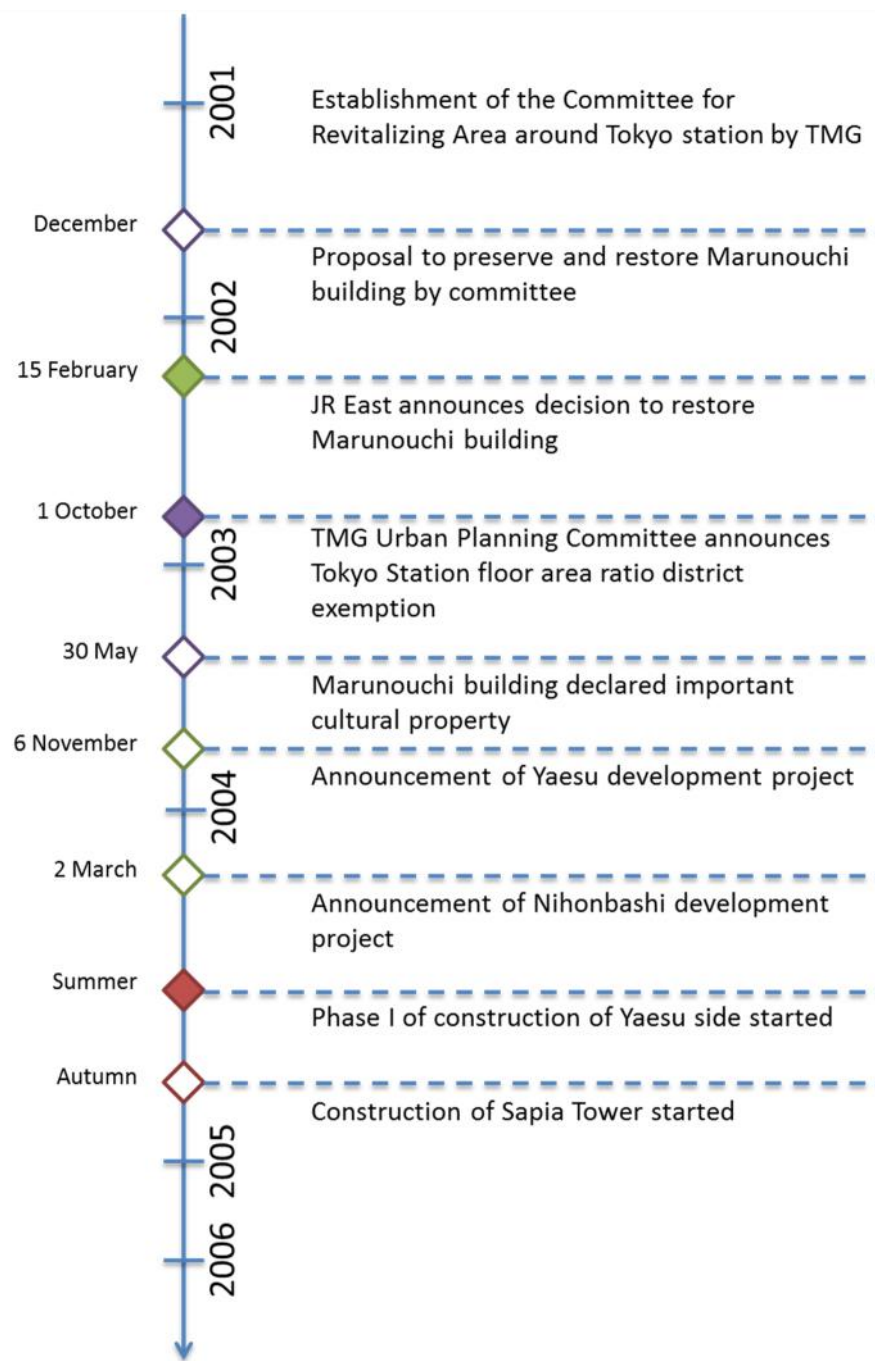 2001
Establishment of the Committee for
Revitalizing Area around Tokyo station by TMG
December
Proposal to preserve and restore Marunouchi
building by committee
2002
15 February
JR East announces decision to restore
Marunouchi building
1 October
TMG Urban Planning Committee announces
Tokyo Station floor area ratio district
exemption
2003
30 May
Marunouchi building declared important
cultural property
6 November
Announcement of Yaesu development project
2004
2 March
Announcement of Nihonbashi development
project
Summer
Phase I of construction of Yaesu side started
Autumn
Construction of Sapia Tower started
2005
2006